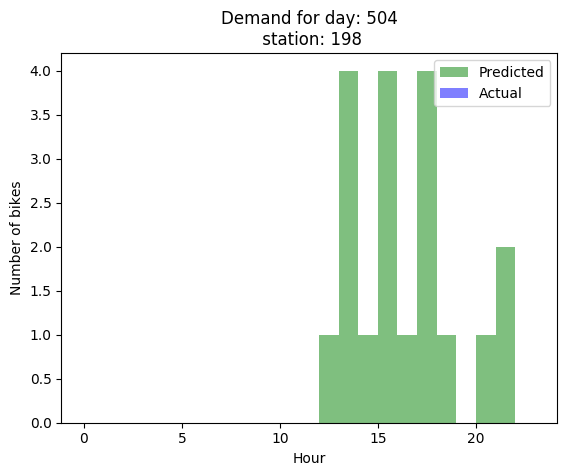 Demand for day: 504
station: 198
Predicted
Actual
4.0
3.5
3.0
2.5
2.0
1.5
1.0
0.5
0.0
Number of bikes
0 5 10 15 20
Hour